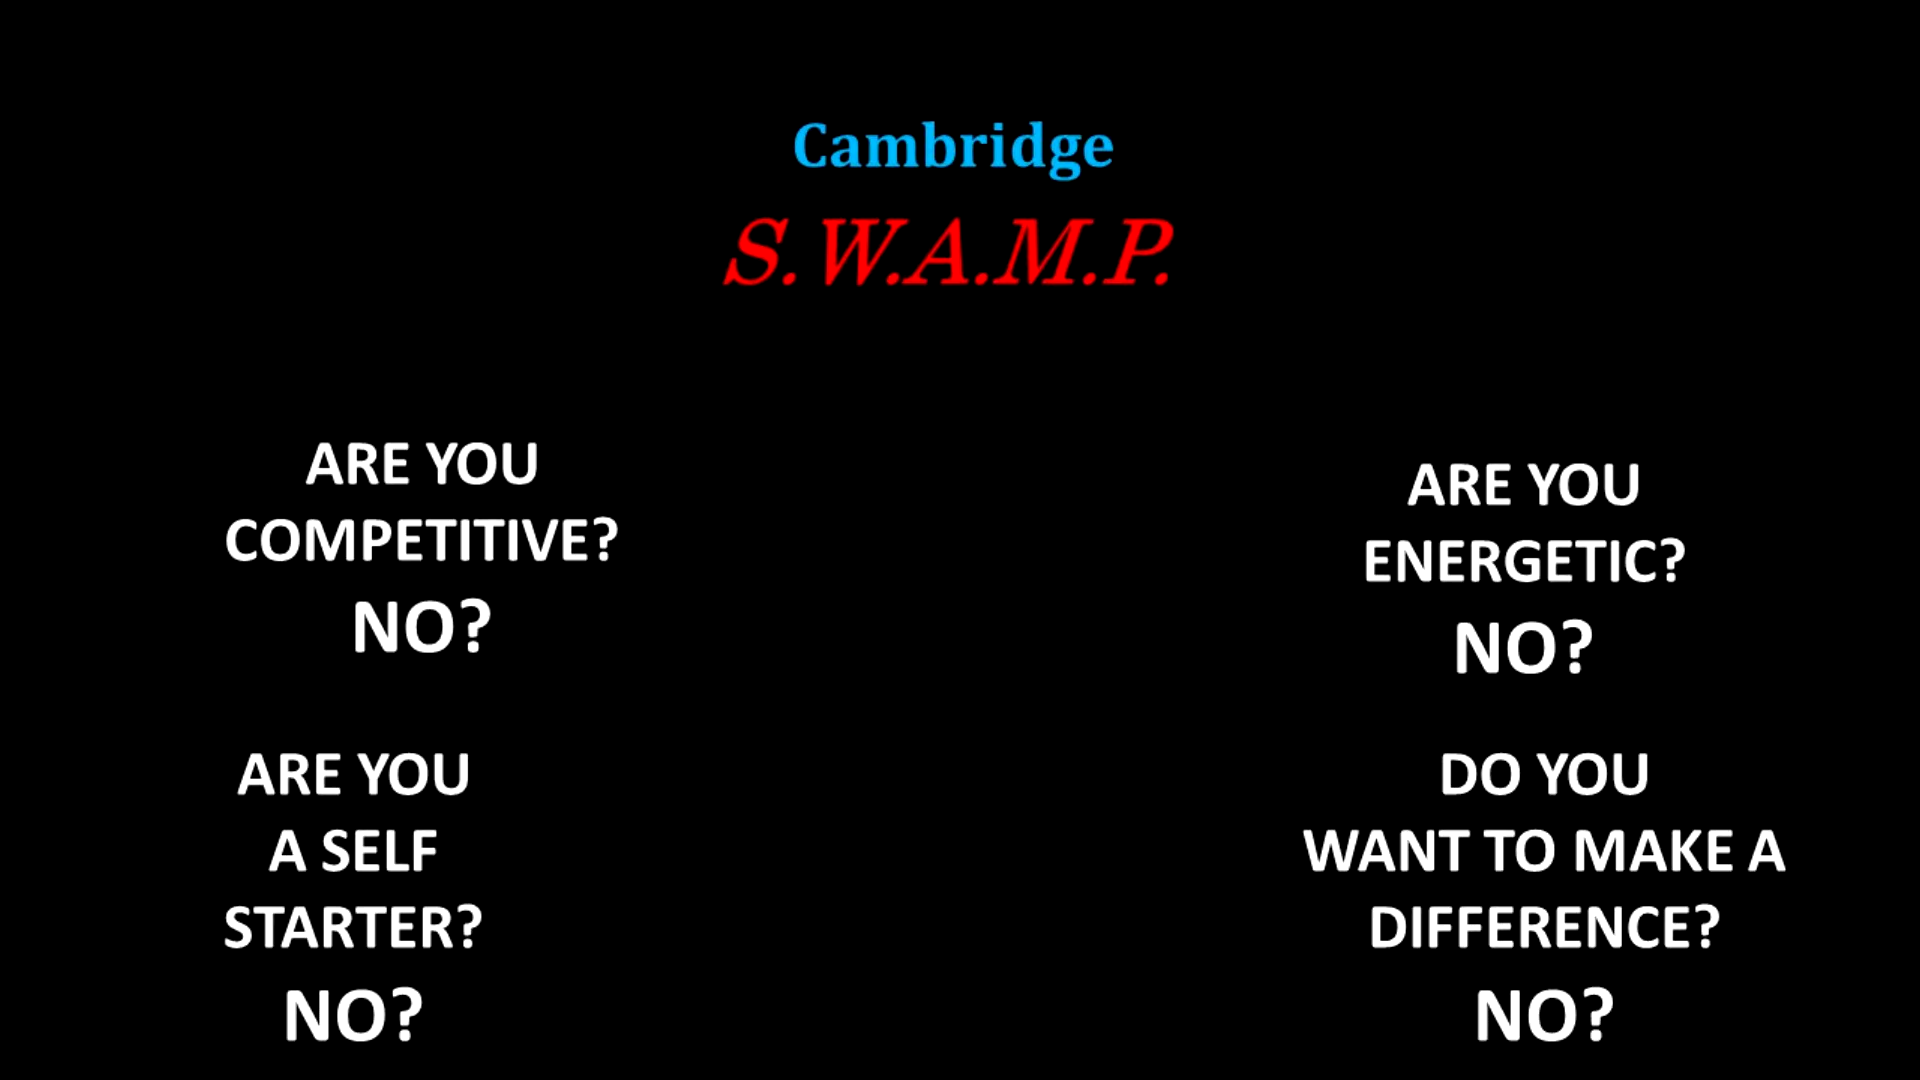 Cambridge
S.W.A.M.P.
ARE YOU
COMPETITIVE?
NO?
ARE YOU
ENERGETIC?
NO?
ARE YOU
A SELF
STARTER?
NO?
DO YOU
WANT TO MAKE A
DIFFERENCE?
NO?